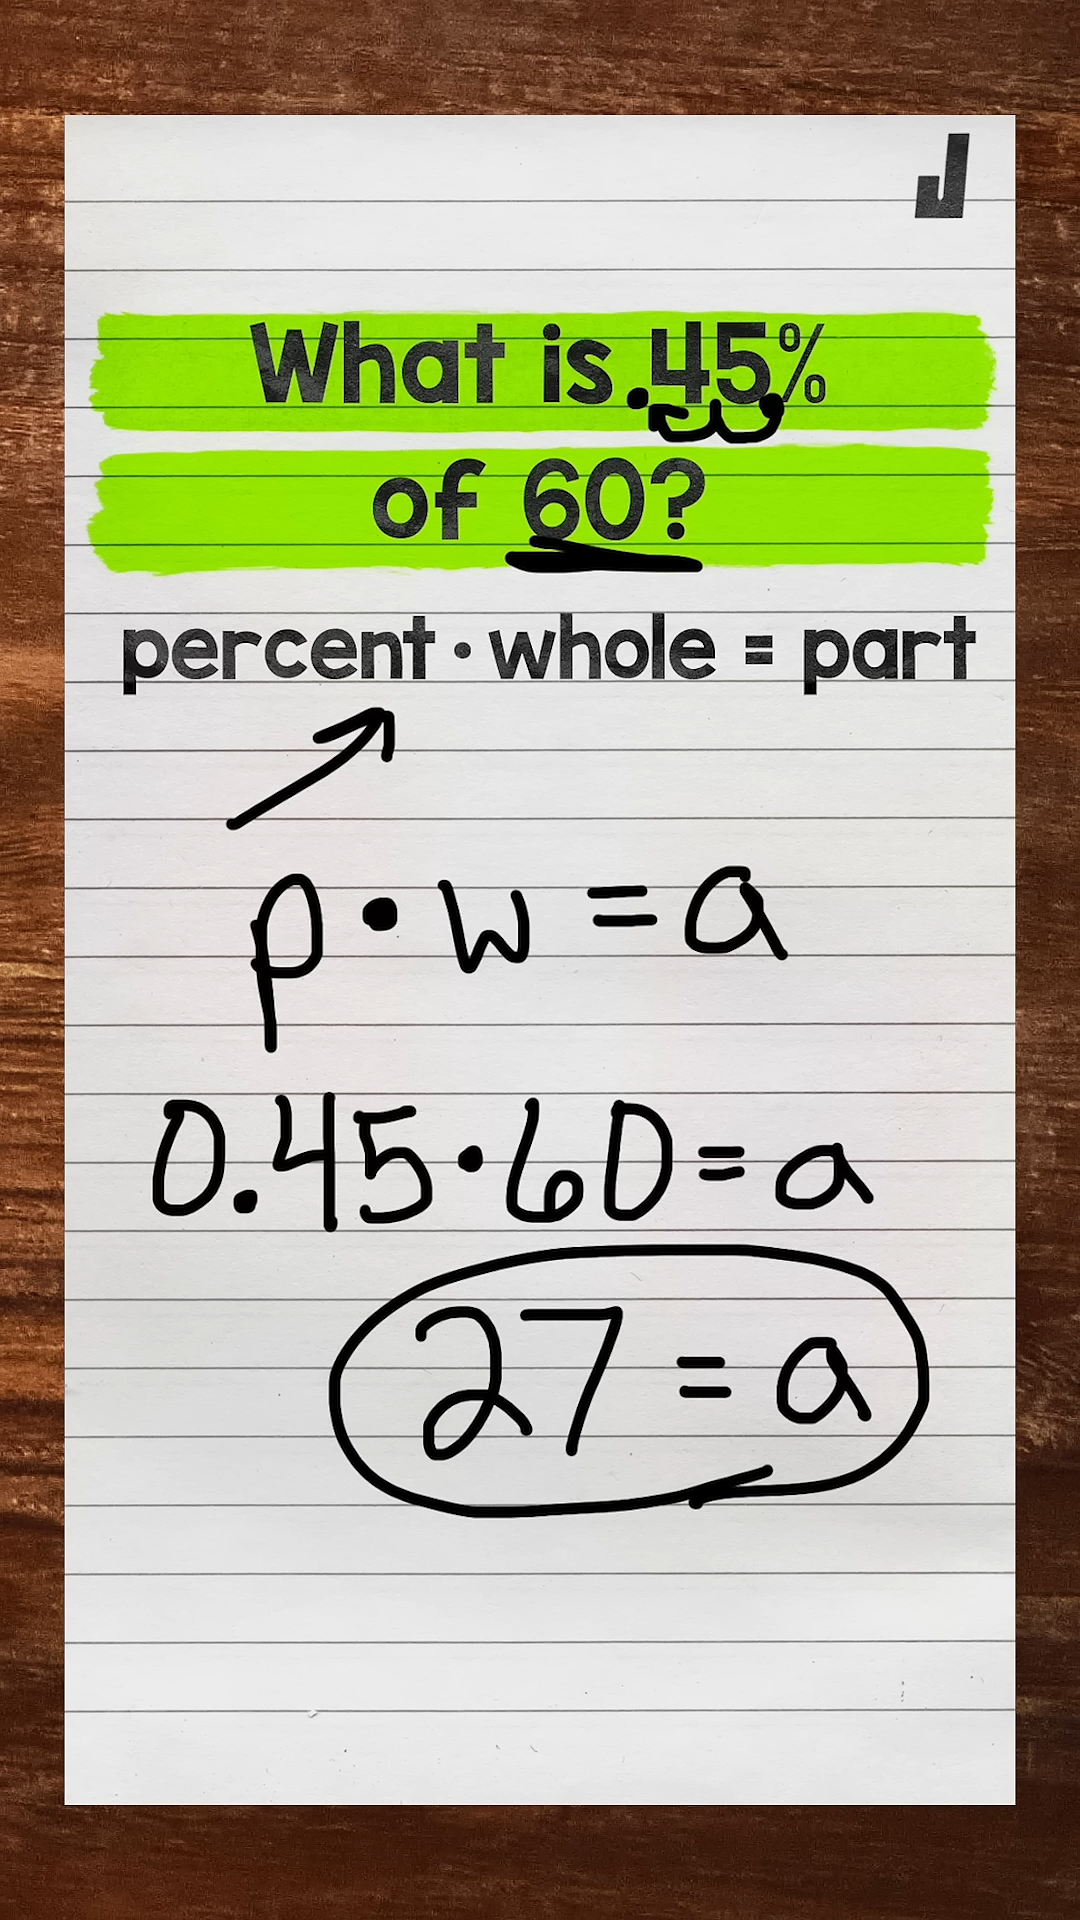 J
What is .45%
of 60?
percent · whole = part
p · w = a
0.45 · 60 = a
27 = a